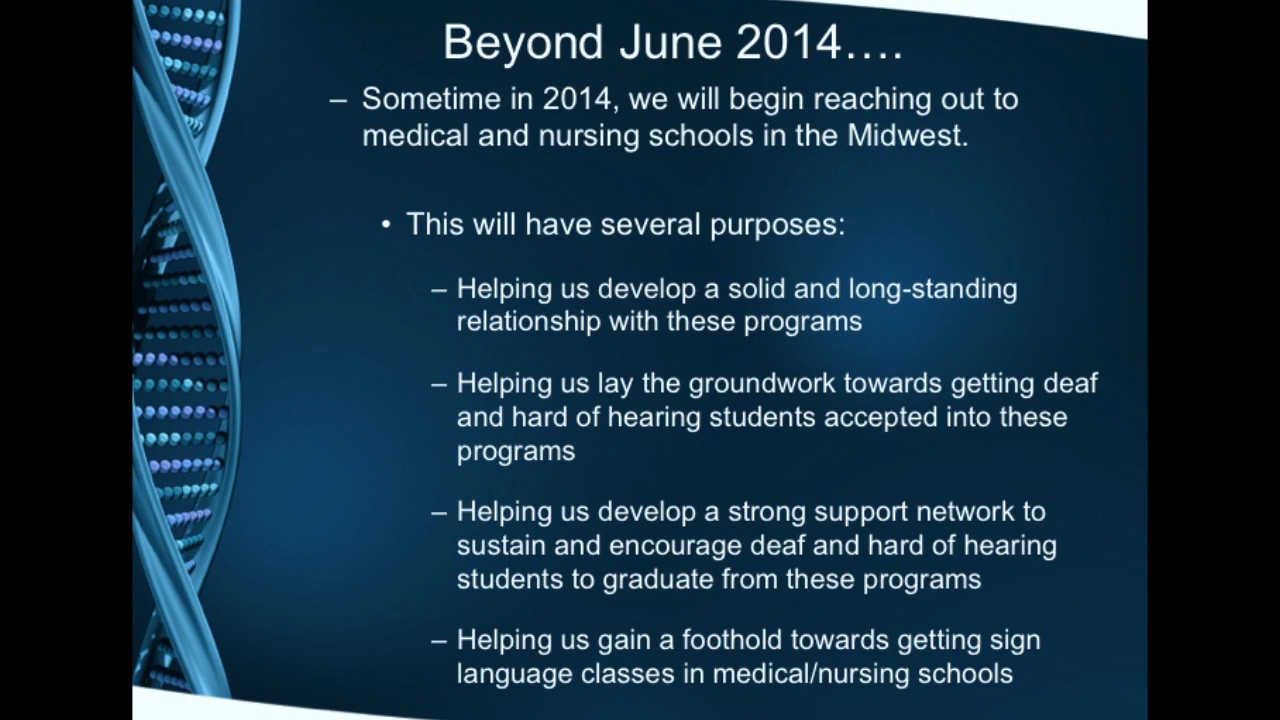 Beyond June 2014….
– Sometime in 2014, we will begin reaching out to
medical and nursing schools in the Midwest.
• This will have several purposes:
– Helping us develop a solid and long-standing
relationship with these programs
– Helping us lay the groundwork towards getting deaf
and hard of hearing students accepted into these
programs
– Helping us develop a strong support network to
sustain and encourage deaf and hard of hearing
students to graduate from these programs
– Helping us gain a foothold towards getting sign
language classes in medical/nursing schools